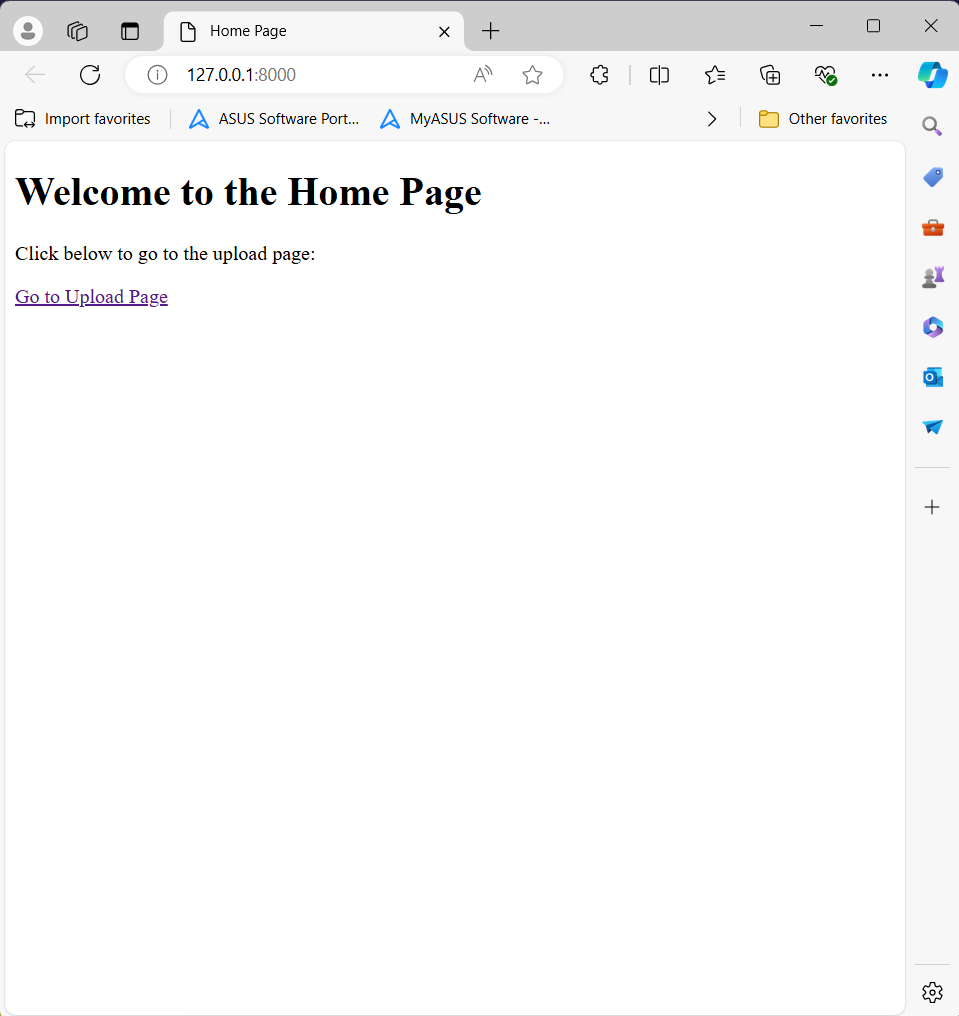 Home Page
127.0.0.1:8000
Import favorites
ASUS Software Port...
MyASUS Software -...
Other favorites
Welcome to the Home Page
Click below to go to the upload page:
Go to Upload Page